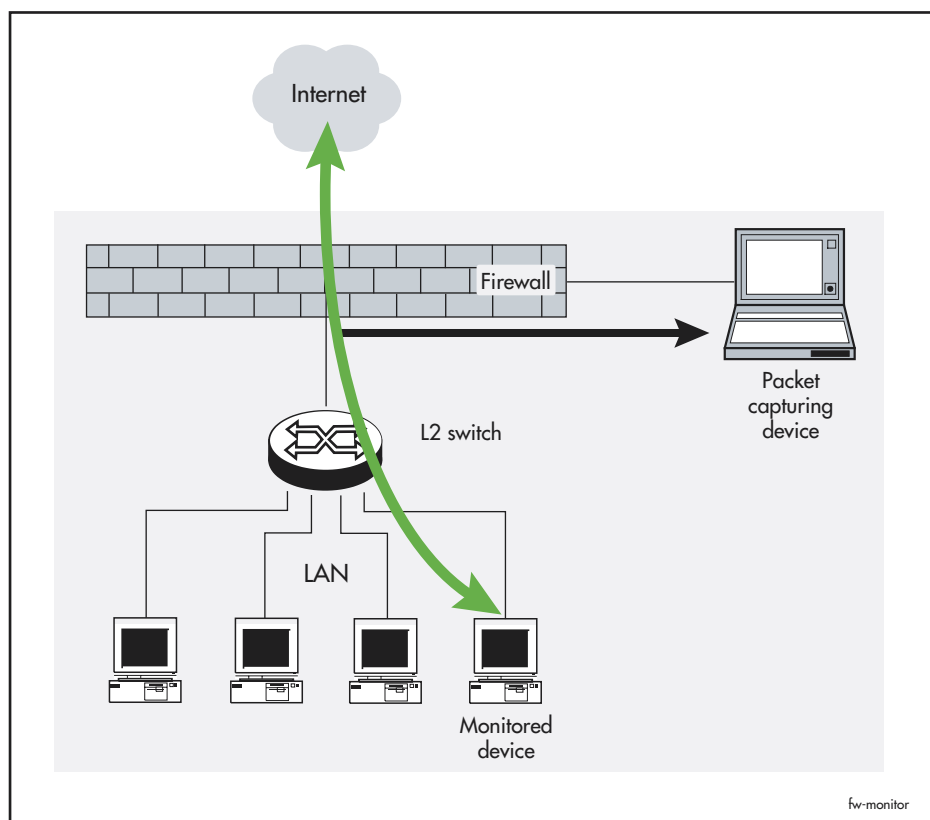 Internet
Firewall
Packet
capturing
device
L2 switch
LAN
Monitored
device
fw-monitor